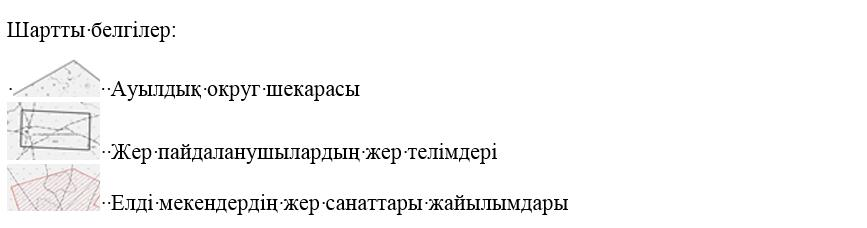 Шартты белгілер:
Ауылдық округ шекарасы
Жер пайдаланушылардың жер телімдері
Елді мекендердің жер санаттары жайылымдары